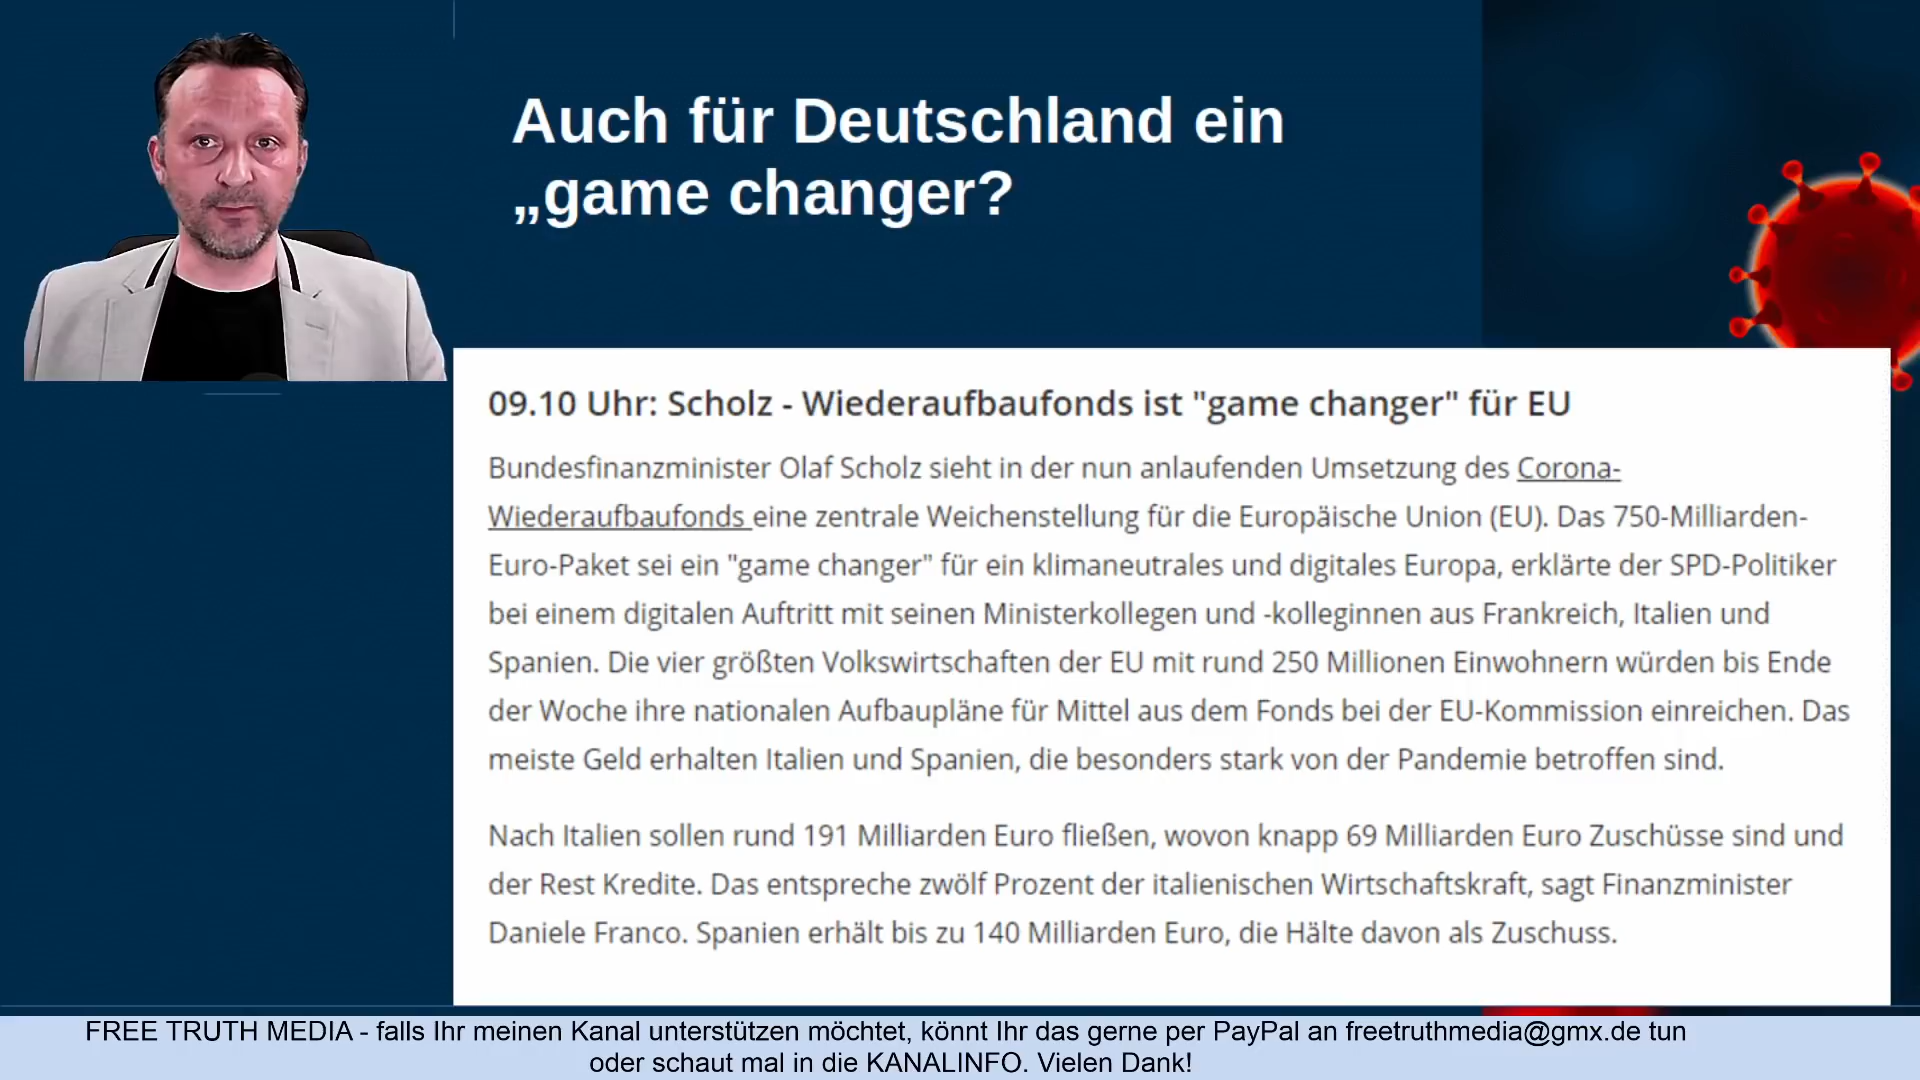 Auch für Deutschland ein
„game changer?
09.10 Uhr: Scholz - Wiederaufbaufonds ist "game changer" für EU
Bundesfinanzminister Olaf Scholz sieht in der nun anlaufenden Umsetzung des Corona-
Wiederaufbaufonds eine zentrale Weichenstellung für die Europäische Union (EU). Das 750-Milliarden-
Euro-Paket sei ein "game changer" für ein klimaneutrales und digitales Europa, erklärte der SPD-Politiker
bei einem digitalen Auftritt mit seinen Ministerkollegen und -kolleginnen aus Frankreich, Italien und
Spanien. Die vier größten Volkswirtschaften der EU mit rund 250 Millionen Einwohnern würden bis Ende
der Woche ihre nationalen Aufbaupläne für Mittel aus dem Fonds bei der EU-Kommission einreichen. Das
meiste Geld erhalten Italien und Spanien, die besonders stark von der Pandemie betroffen sind.
Nach Italien sollen rund 191 Milliarden Euro fließen, wovon knapp 69 Milliarden Euro Zuschüsse sind und
der Rest Kredite. Das entspreche zwölf Prozent der italienischen Wirtschaftskraft, sagt Finanzminister
Daniele Franco. Spanien erhält bis zu 140 Milliarden Euro, die Hälte davon als Zuschuss.
FREE TRUTH MEDIA - falls Ihr meinen Kanal unterstützen möchtet, könnt Ihr das gerne per PayPal an freetruthmedia@gmx.de tun
oder schaut mal in die KANALINFO. Vielen Dank!